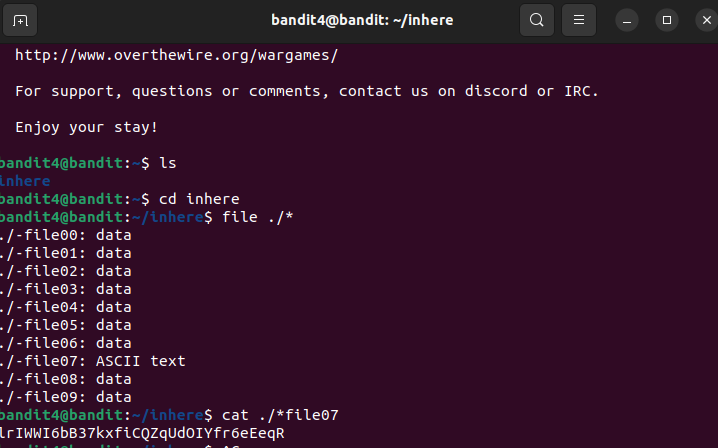 bandit4@bandit: ~/inhere
http://www.overthewire.org/wargames/
For support, questions or comments, contact us on discord or IRC.
Enjoy your stay!
bandit4@bandit:~$ ls
inhere
bandit4@bandit:~$ cd inhere
bandit4@bandit:~/inhere$ file ./*
./-file00: data
./-file01: data
./-file02: data
./-file03: data
./-file04: data
./-file05: data
./-file06: data
./-file07: ASCII text
./-file08: data
./-file09: data
bandit4@bandit:~/inhere$ cat ./*file07
lrIWWI6bB37kxfiCQZqUdOIYfr6eEeqR